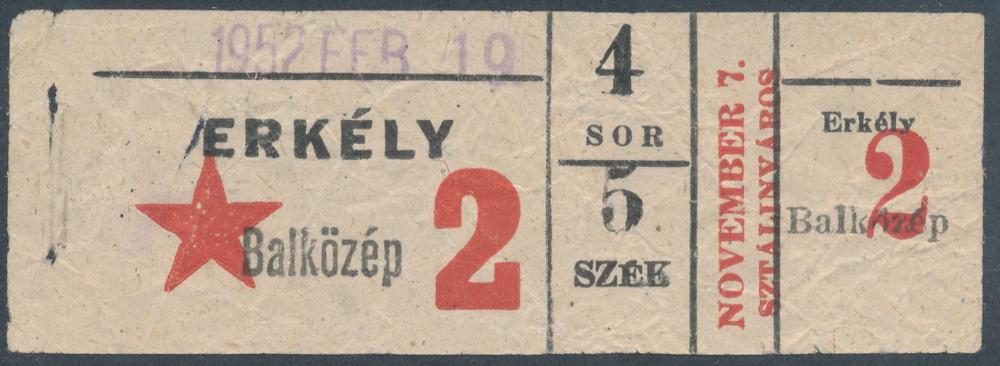 1952 FEB 19
ERKÉLY
Balközép
2
4
SOR
5
SZÉK
NOVEMBER 7.
SZTÁLINVÁROS
Erkély
2
Balközép